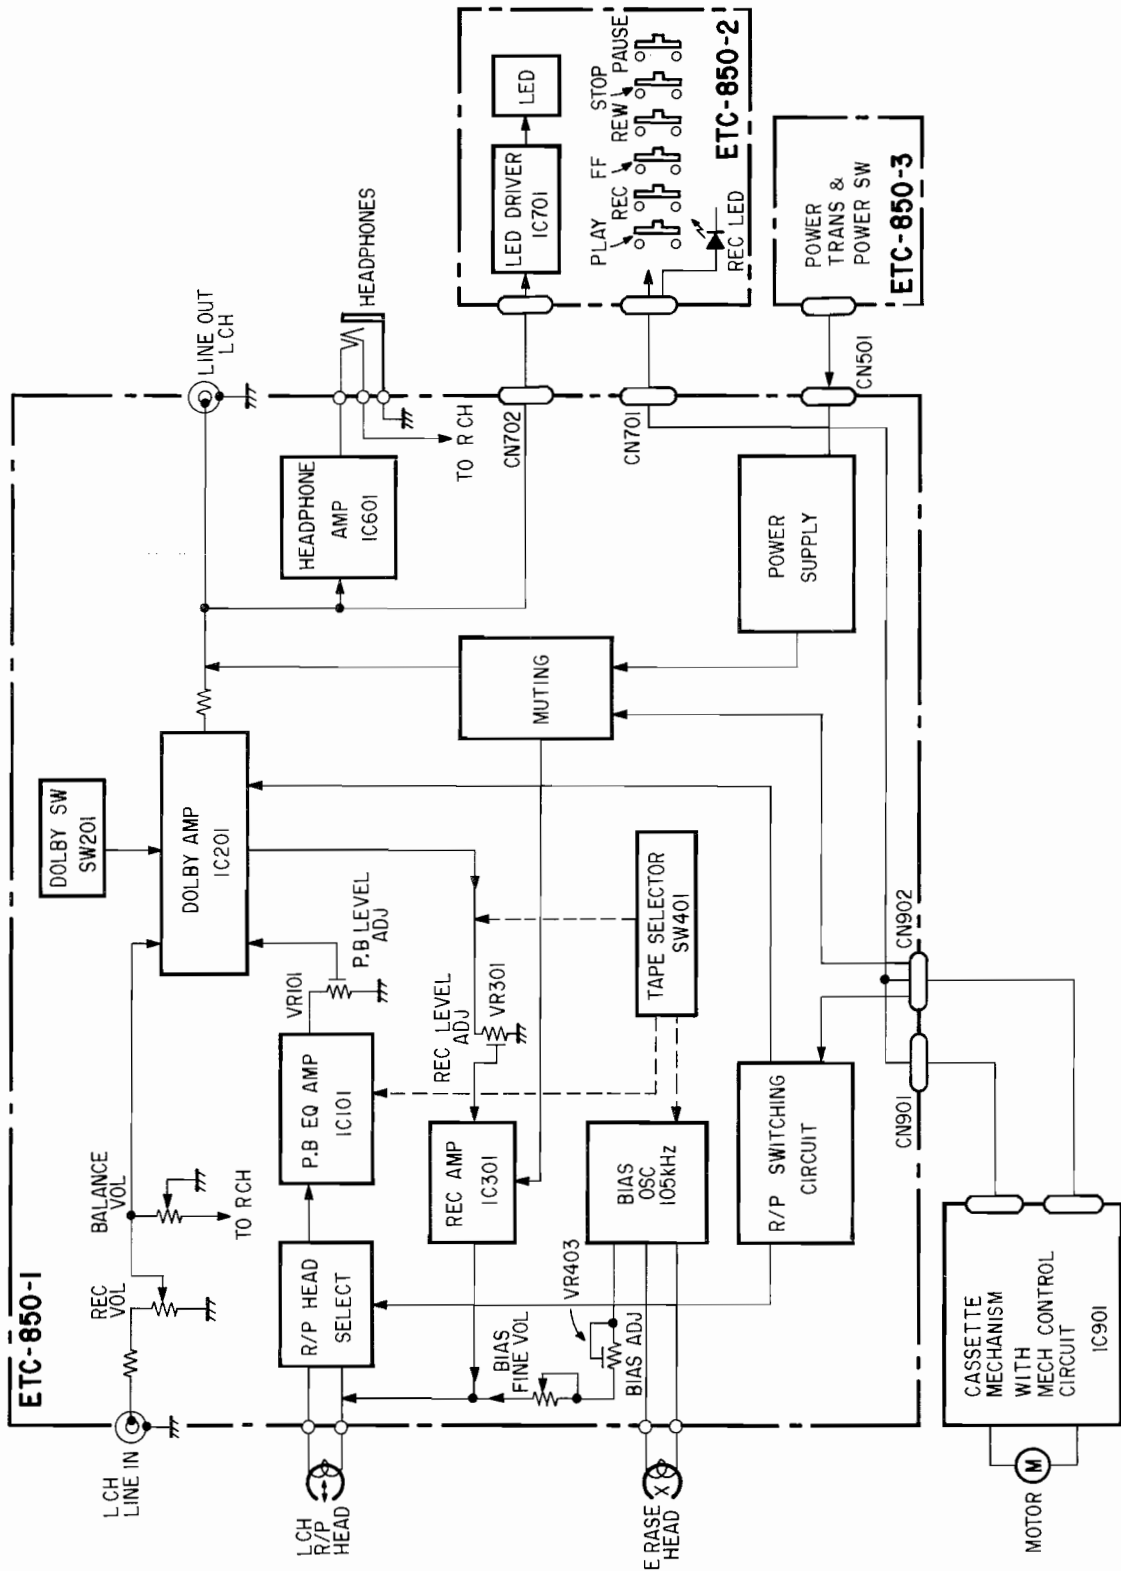 ETC-850-1
L CH
LINE IN
REC
VOL
BALANCE
VOL
TO R CH
DOLBY SW
SW201
DOLBY AMP
IC201
LINE OUT
L CH
L CH
R/P
HEAD
R/P HEAD
SELECT
P.B EQ AMP
IC101
VR101
P.B LEVEL
ADJ
HEADPHONE
AMP
IC601
HEADPHONES
TO R CH
REC AMP
IC301
REC LEVEL
ADJ
VR301
BIAS
FINE VOL
VR403
BIAS ADJ
BIAS
OSC
105kHz
TAPE SELECTOR
SW401
MUTING
CN702
CN701
CN501
LED DRIVER
IC701
LED
PLAY
REC
FF
REW
STOP
PAUSE
REC LED
ETC-850-2
ERASE
HEAD
R/P SWITCHING
CIRCUIT
POWER
SUPPLY
POWER
TRANS &
POWER SW
ETC-850-3
CN901
CN902
MOTOR
M
CASSETTE
MECHANISM
WITH
MECH CONTROL
CIRCUIT
IC901